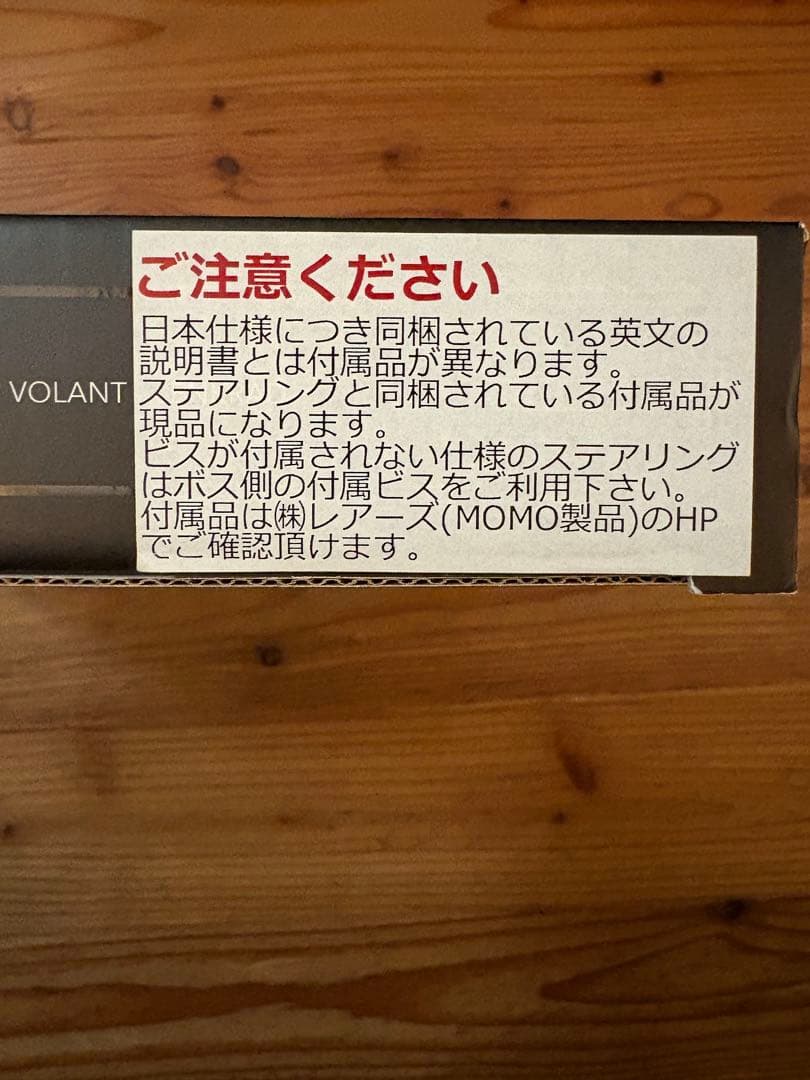 ご注意ください
日本仕様につき同梱されている英文の
説明書とは付属品が異なります。
VOLANT
ステアリングと同梱されている付属品が
現品になります。
ビスが付属されない仕様のステアリング
はボス側の付属ビスをご利用下さい。
付属品は㈱レアーズ(MOMO製品)のHP
でご確認頂けます。